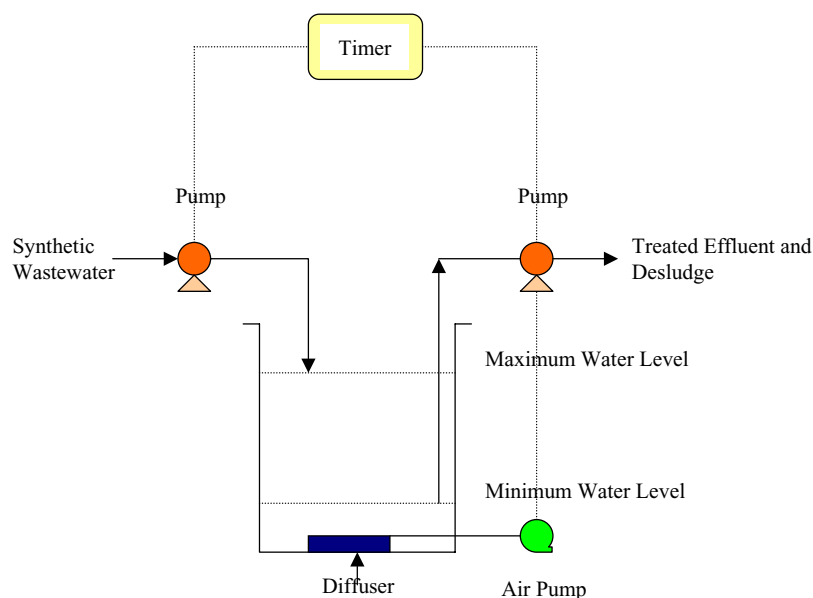 Timer
Pump
Pump
Synthetic
Wastewater
Treated Effluent and
Desludge
Maximum Water Level
Minimum Water Level
Diffuser
Air Pump